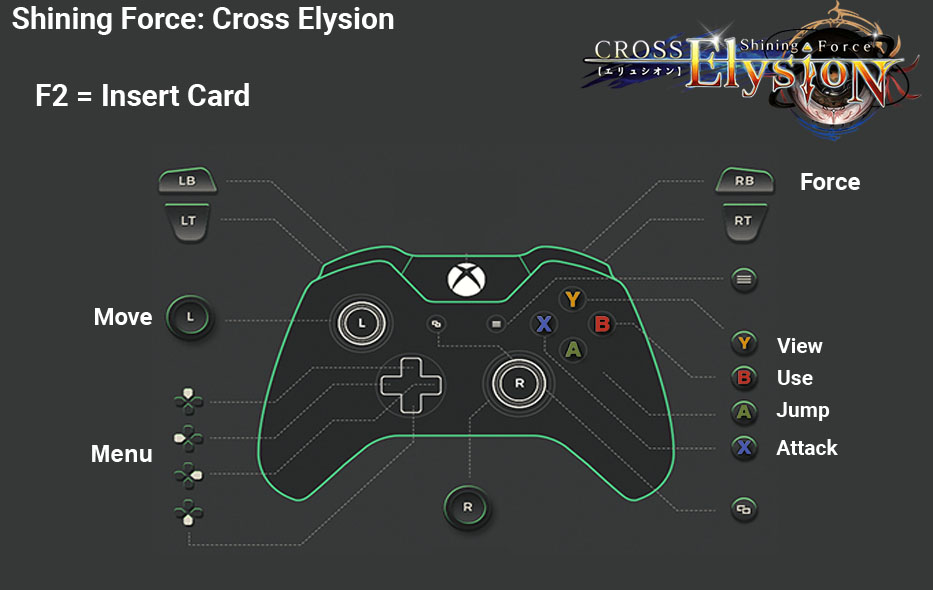 Shining Force: Cross Elysion
CROSS Shining Force
【エリュシオン】 Elysion
F2 = Insert Card
LB
RB
Force
LT
RT
Move
L
L
Y
X
B
A
Y
View
B
Use
R
A
Jump
Menu
X
Attack
R